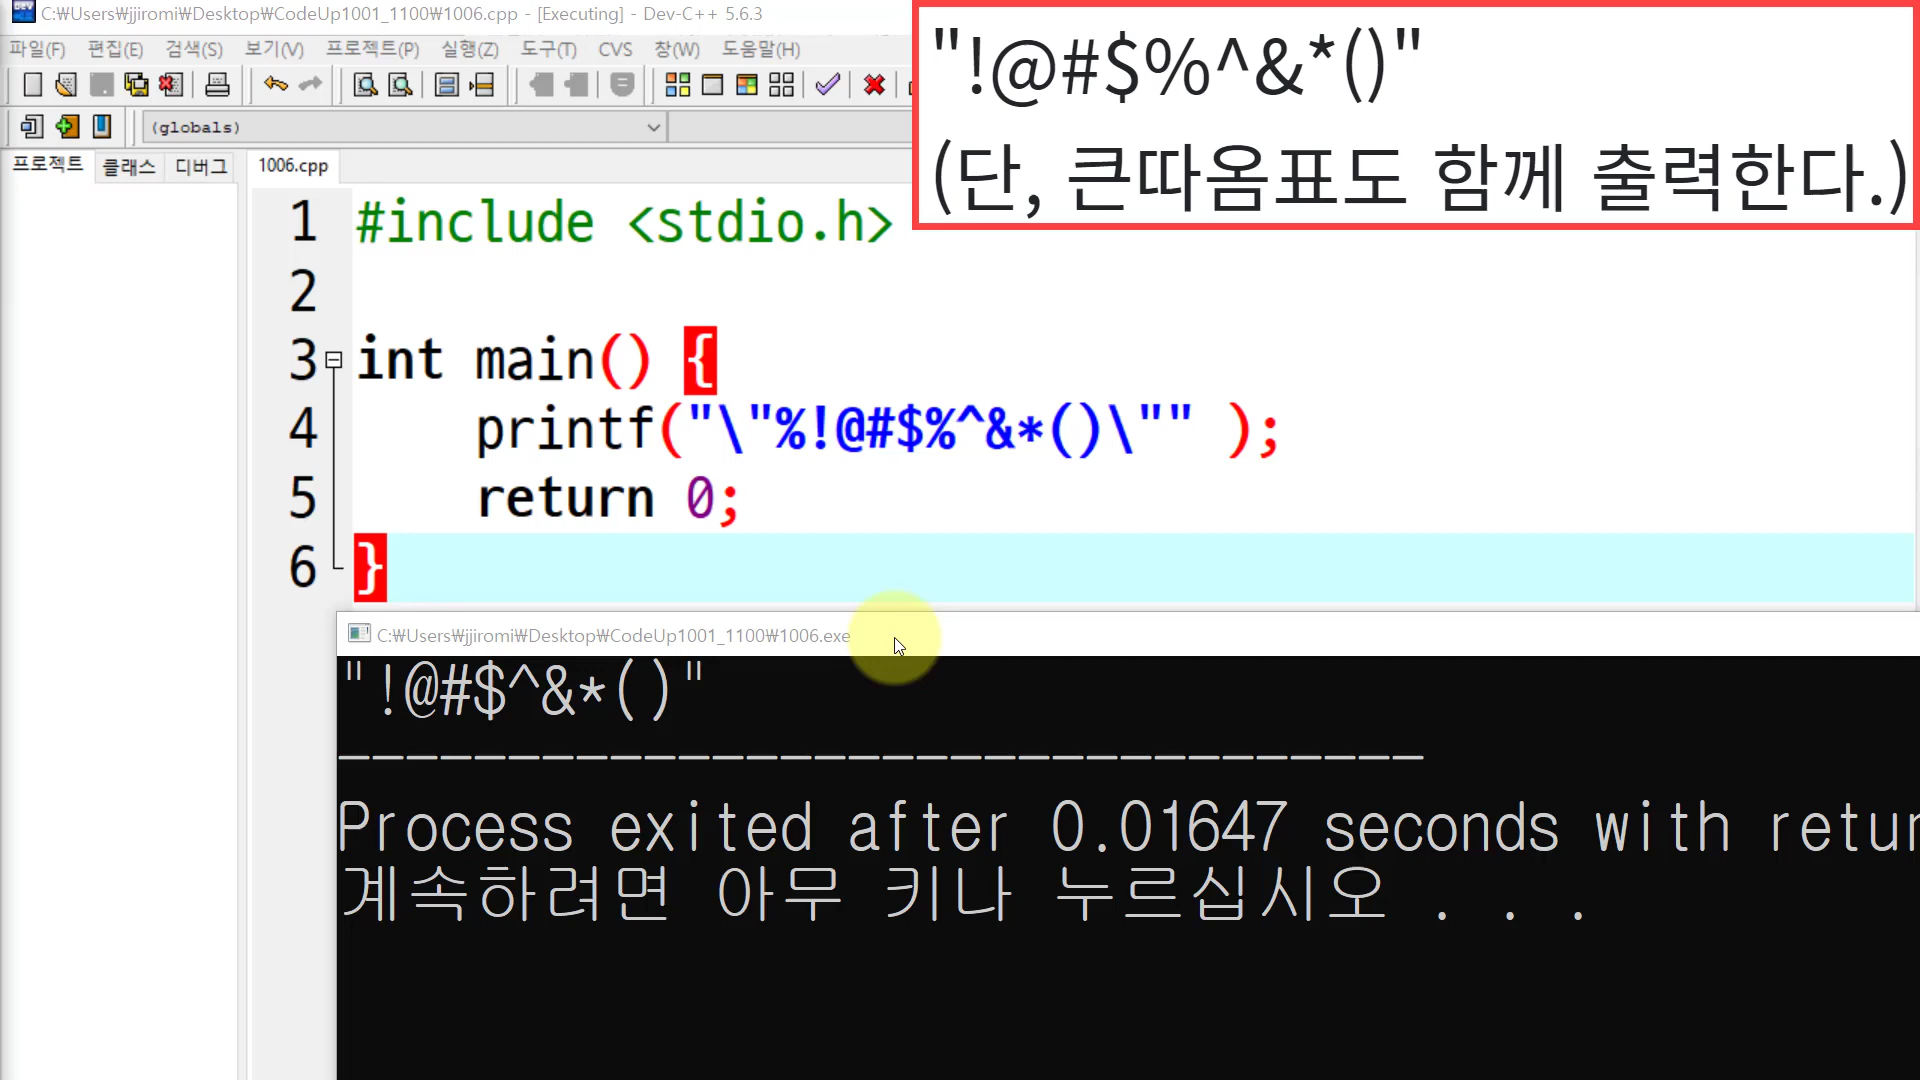 C:₩Users₩jjiromi₩Desktop₩CodeUp1001_1100₩1006.cpp - [Executing] - Dev-C++ 5.6.3
파일(F) 편집(E) 검색(S) 보기(V) 프로젝트(P) 실행(Z) 도구(T) CVS 창(W) 도움말(H)
"!@#$%^&*()"
(단, 큰따옴표도 함께 출력한다.)
(globals)
프로젝트 클래스 디버그
1006.cpp
1 #include <stdio.h>
2
3 int main() {
4 printf("\"%!@#$%^&*()\"" );
5 return 0;
6 }
C:₩Users₩jjiromi₩Desktop₩CodeUp1001_1100₩1006.exe
"!@#$^&*()"
--------------------------------
Process exited after 0.01647 seconds with retur
계속하려면 아무 키나 누르십시오 . . .